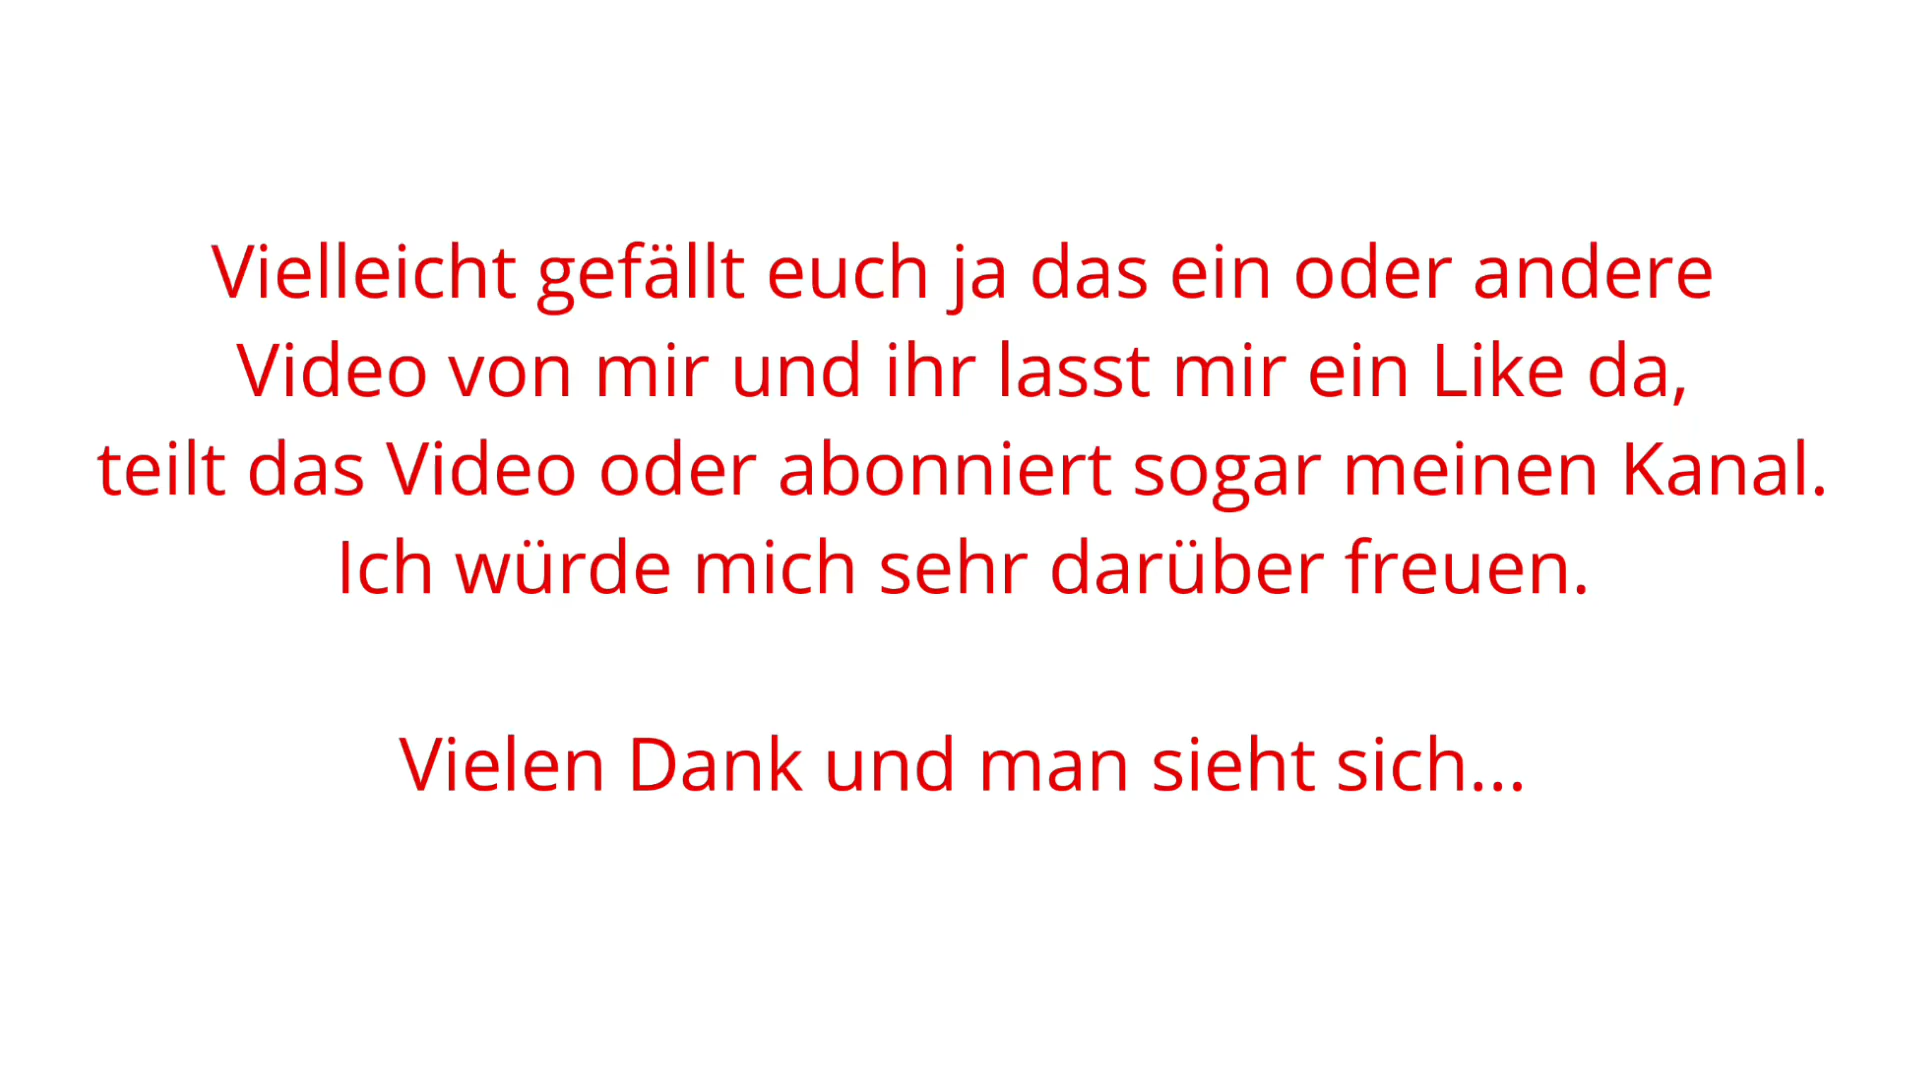 Vielleicht gefällt euch ja das ein oder andere
Video von mir und ihr lasst mir ein Like da,
teilt das Video oder abonniert sogar meinen Kanal.
Ich würde mich sehr darüber freuen.
Vielen Dank und man sieht sich...